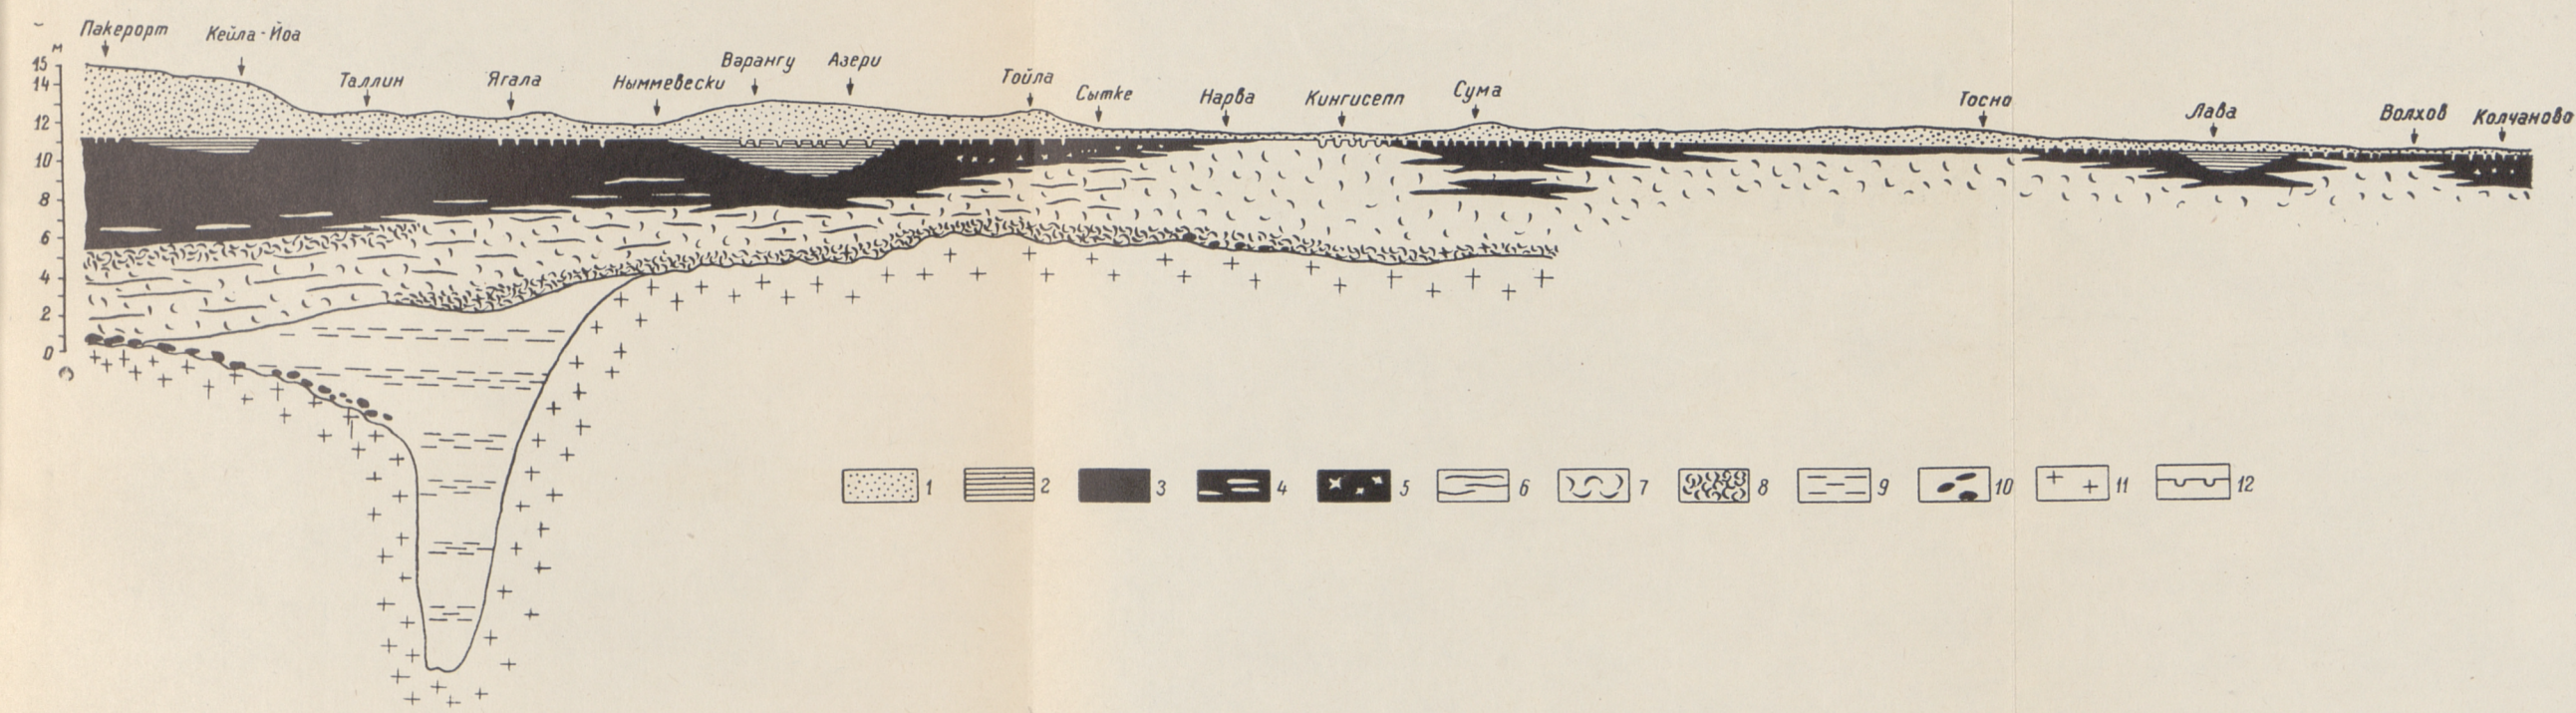 Пакерорт
Кейла-Йоа
Таллин
Ягала
Ныммевески
Варангу
Азери
Тойла
Сытке
Нарва
Кингисепп
Сума
Тосно
Лава
Волхов
Колчаново
м
15
14
12
10
8
6
4
2
0
1 2 3 4 5 6 7 8 9 10 11 12